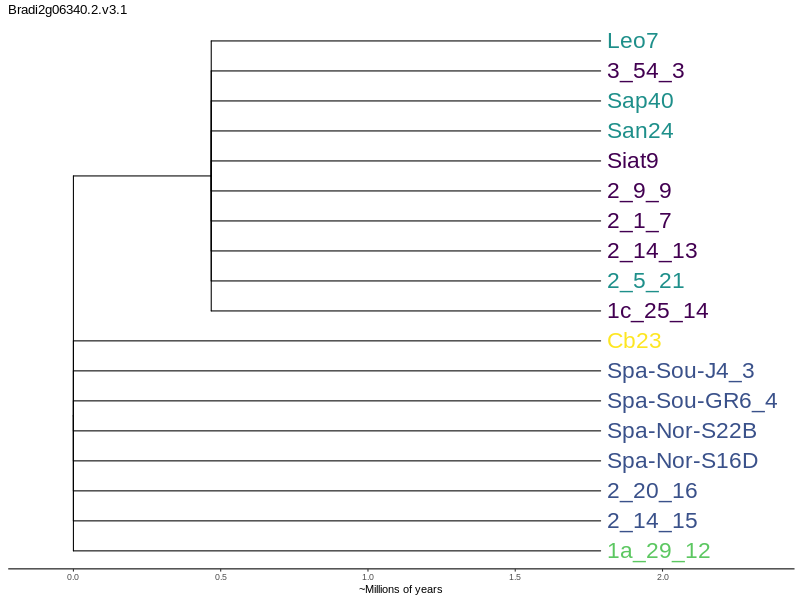 Bradi2g06340.2.v3.1
Leo7
3_54_3
Sap40
San24
Siat9
2_9_9
2_1_7
2_14_13
2_5_21
1c_25_14
Cb23
Spa-Sou-J4_3
Spa-Sou-GR6_4
Spa-Nor-S22B
Spa-Nor-S16D
2_20_16
2_14_15
1a_29_12
0.0 0.5 1.0 1.5 2.0
~Millions of years